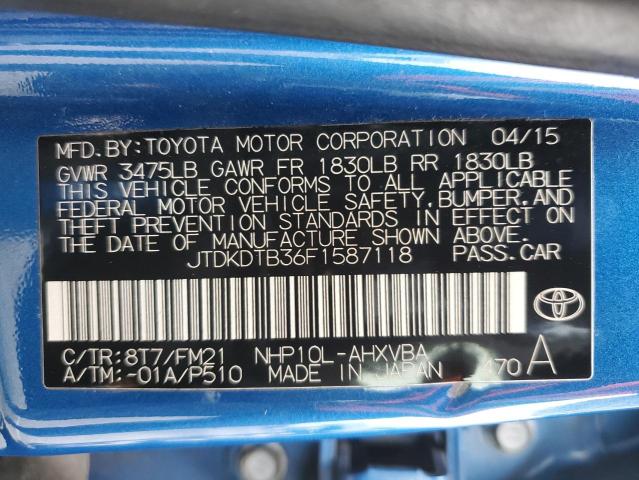 MFD.BY:TOYOTA MOTOR CORPORATION 04/15
GVWR 3475LB GAWR FR 1830LB RR 1830LB
THIS VEHICLE CONFORMS TO ALL APPLICABLE
FEDERAL MOTOR VEHICLE SAFETY,BUMPER,AND
THEFT PREVENTION STANDARDS IN EFFECT ON
THE DATE OF MANUFACTURE SHOWN ABOVE.
JTDKDTB36F1587118 PASS.CAR
C/TR:8T7/FM21 NHP10L-AHXVBA
A/TM:-01A/P510 MADE IN JAPAN 470 A